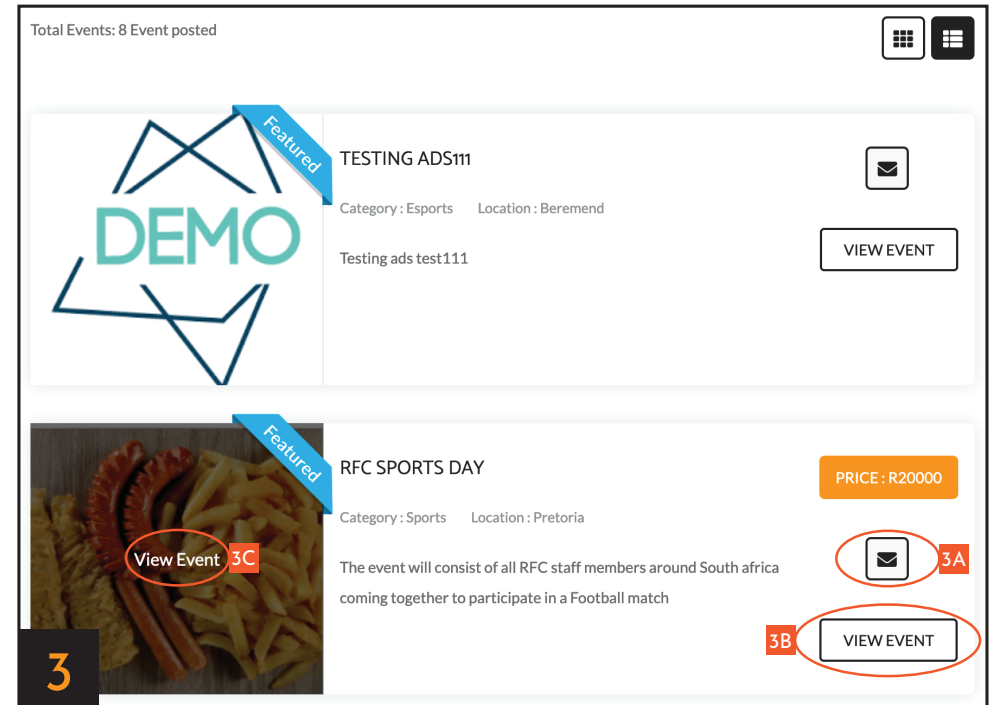 Total Events: 8 Event posted
Featured
DEMO
TESTING ADS111
Category : Esports Location : Beremend
Testing ads test111
VIEW EVENT
Featured
View Event 3C
RFC SPORTS DAY
PRICE : R20000
Category : Sports Location : Pretoria
The event will consist of all RFC staff members around South africa
coming together to participate in a Football match
3A
3B VIEW EVENT
3